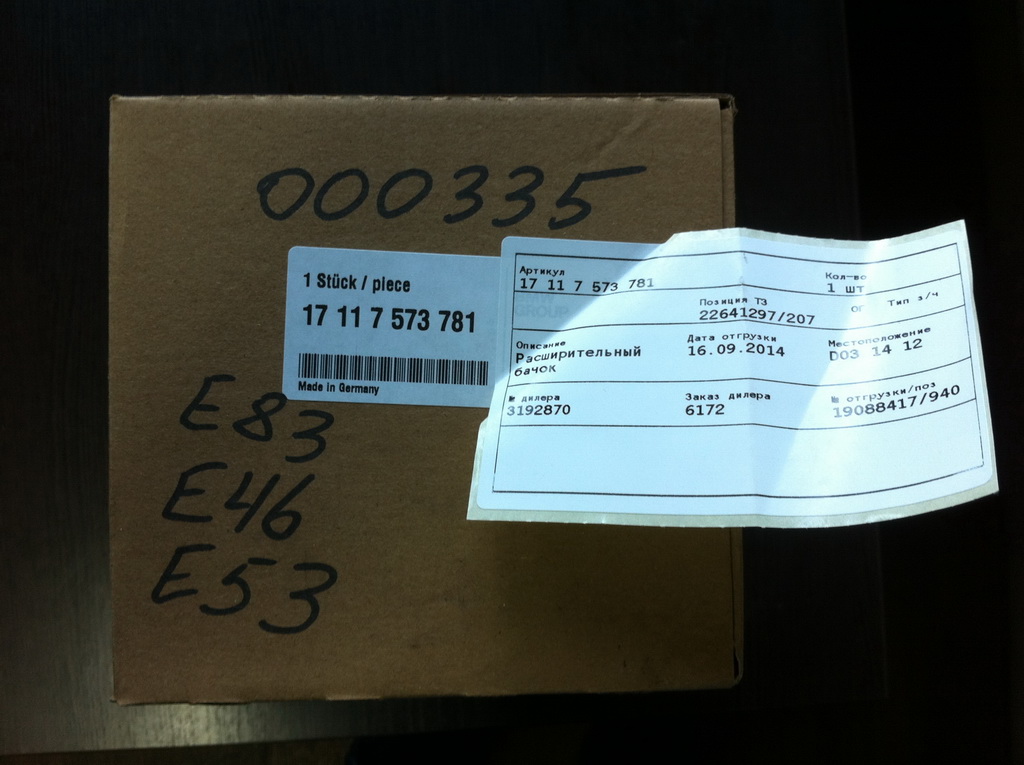 000335
1 Stück / piece
17 11 7 573 781
Made in Germany
E83
E46
E53
Артикул Кол-во
17 11 7 573 781 1 шт
GROUP
Позиция ТЗ ОГ Тип з/ч
22641297/207
Описание Дата отгрузки Местоположение
Расширительный 16.09.2014 D03 14 12
бачок
№ дилера Заказ дилера № отгрузки/поз
3192870 6172 19088417/940